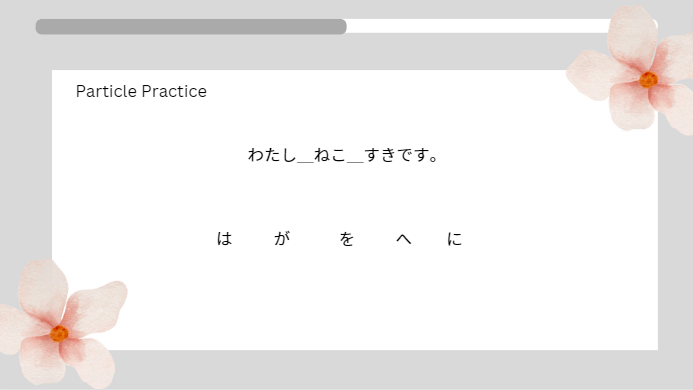 Particle Practice
わたし__ねこ__すきです。
は が を へ に